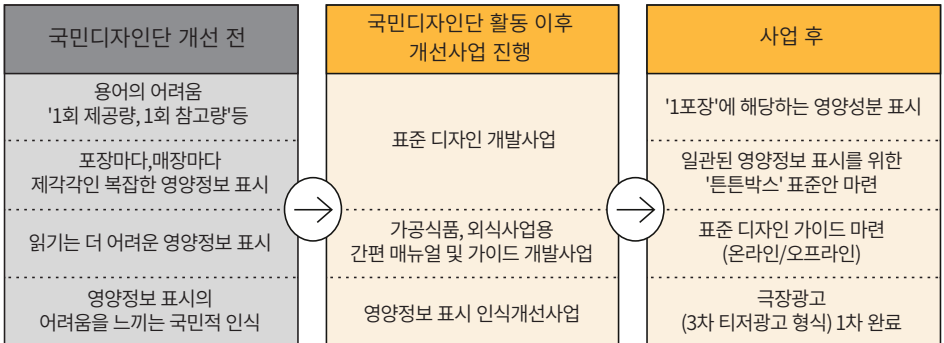 국민디자인단 개선 전
용어의 어려움
'1회 제공량, 1회 참고량'등
포장마다,매장마다
제각각인 복잡한 영양정보 표시
읽기는 더 어려운 영양정보 표시
영양정보 표시의
어려움을 느끼는 국민적 인식
국민디자인단 활동 이후
개선사업 진행
표준 디자인 개발사업
가공식품, 외식사업용
간편 매뉴얼 및 가이드 개발사업
영양정보 표시 인식개선사업
사업 후
'1포장'에 해당하는 영양성분 표시
일관된 영양정보 표시를 위한
'튼튼박스' 표준안 마련
표준 디자인 가이드 마련
(온라인/오프라인)
극장광고
(3차 티저광고 형식) 1차 완료